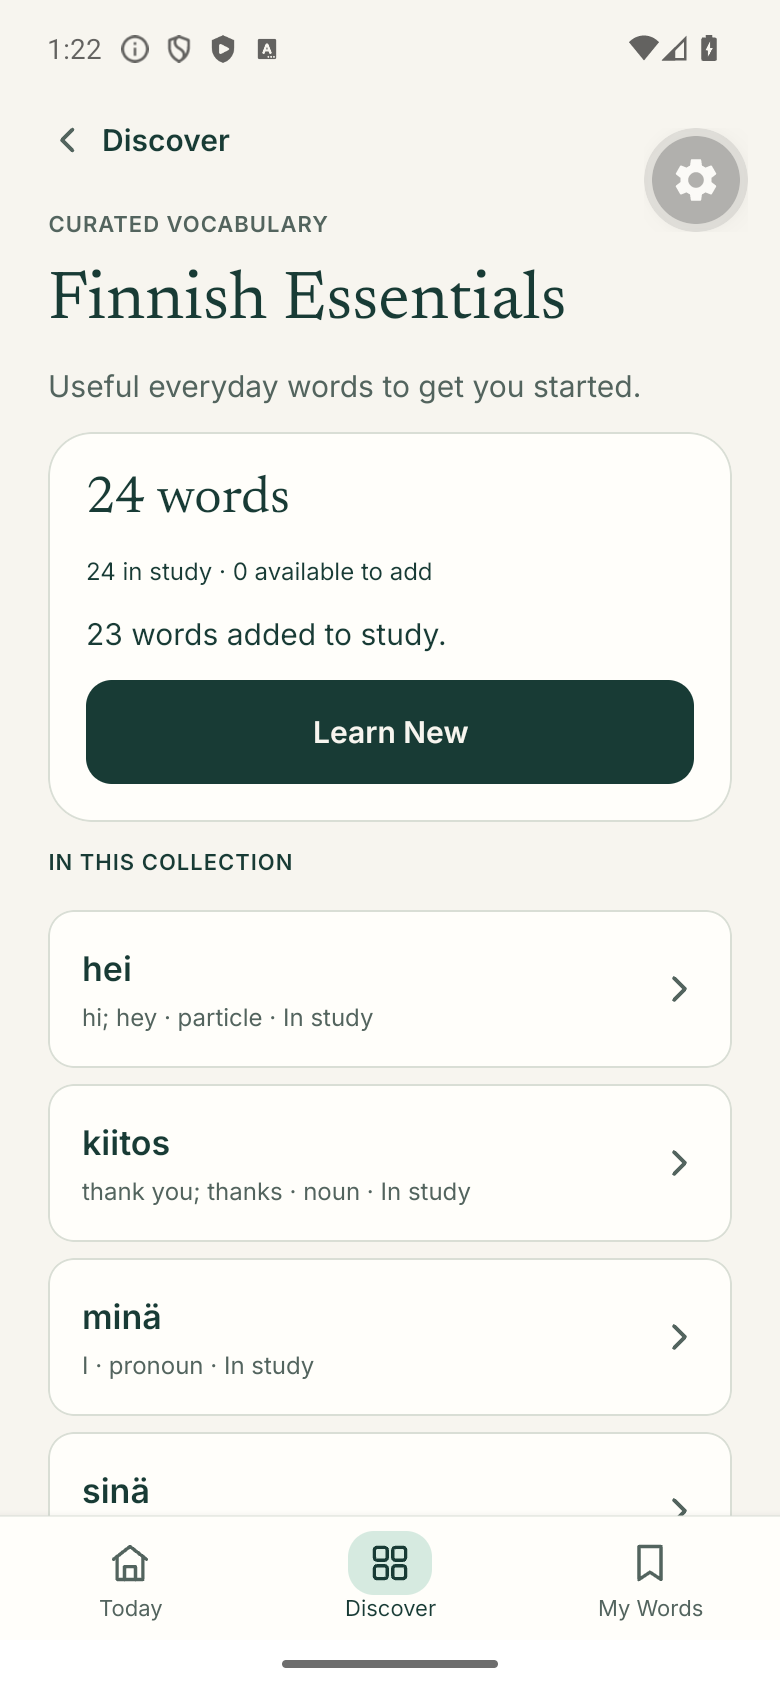 1:22
Discover
CURATED VOCABULARY
Finnish Essentials
Useful everyday words to get you started.
24 words
24 in study · 0 available to add
23 words added to study.
Learn New
IN THIS COLLECTION
hei
hi; hey · particle · In study
kiitos
thank you; thanks · noun · In study
minä
I · pronoun · In study
sinä
Today
Discover
My Words